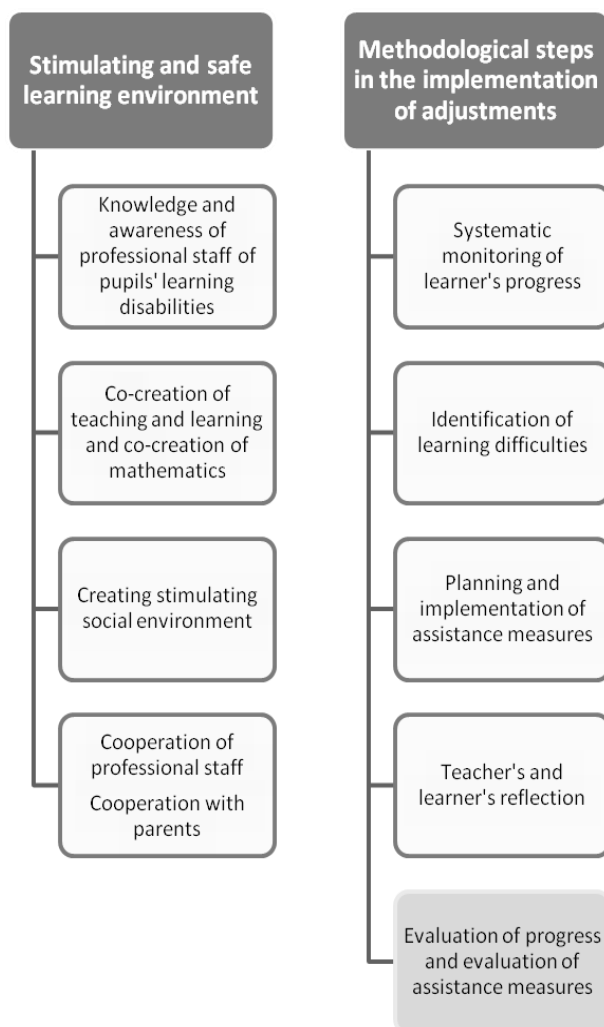 Stimulating and safe
learning environment
Knowledge and
awareness of
professional staff of
pupils' learning
disabilities
Co-creation of
teaching and learning
and co-creation of
mathematics
Creating stimulating
social environment
Cooperation of
professional staff
Cooperation with
parents
Methodological steps
in the implementation
of adjustments
Systematic
monitoring of
learner's progress
Identification of
learning difficulties
Planning and
implementation of
assistance measures
Teacher's and
learner's reflection
Evaluation of progress
and evaluation of
assistance measures